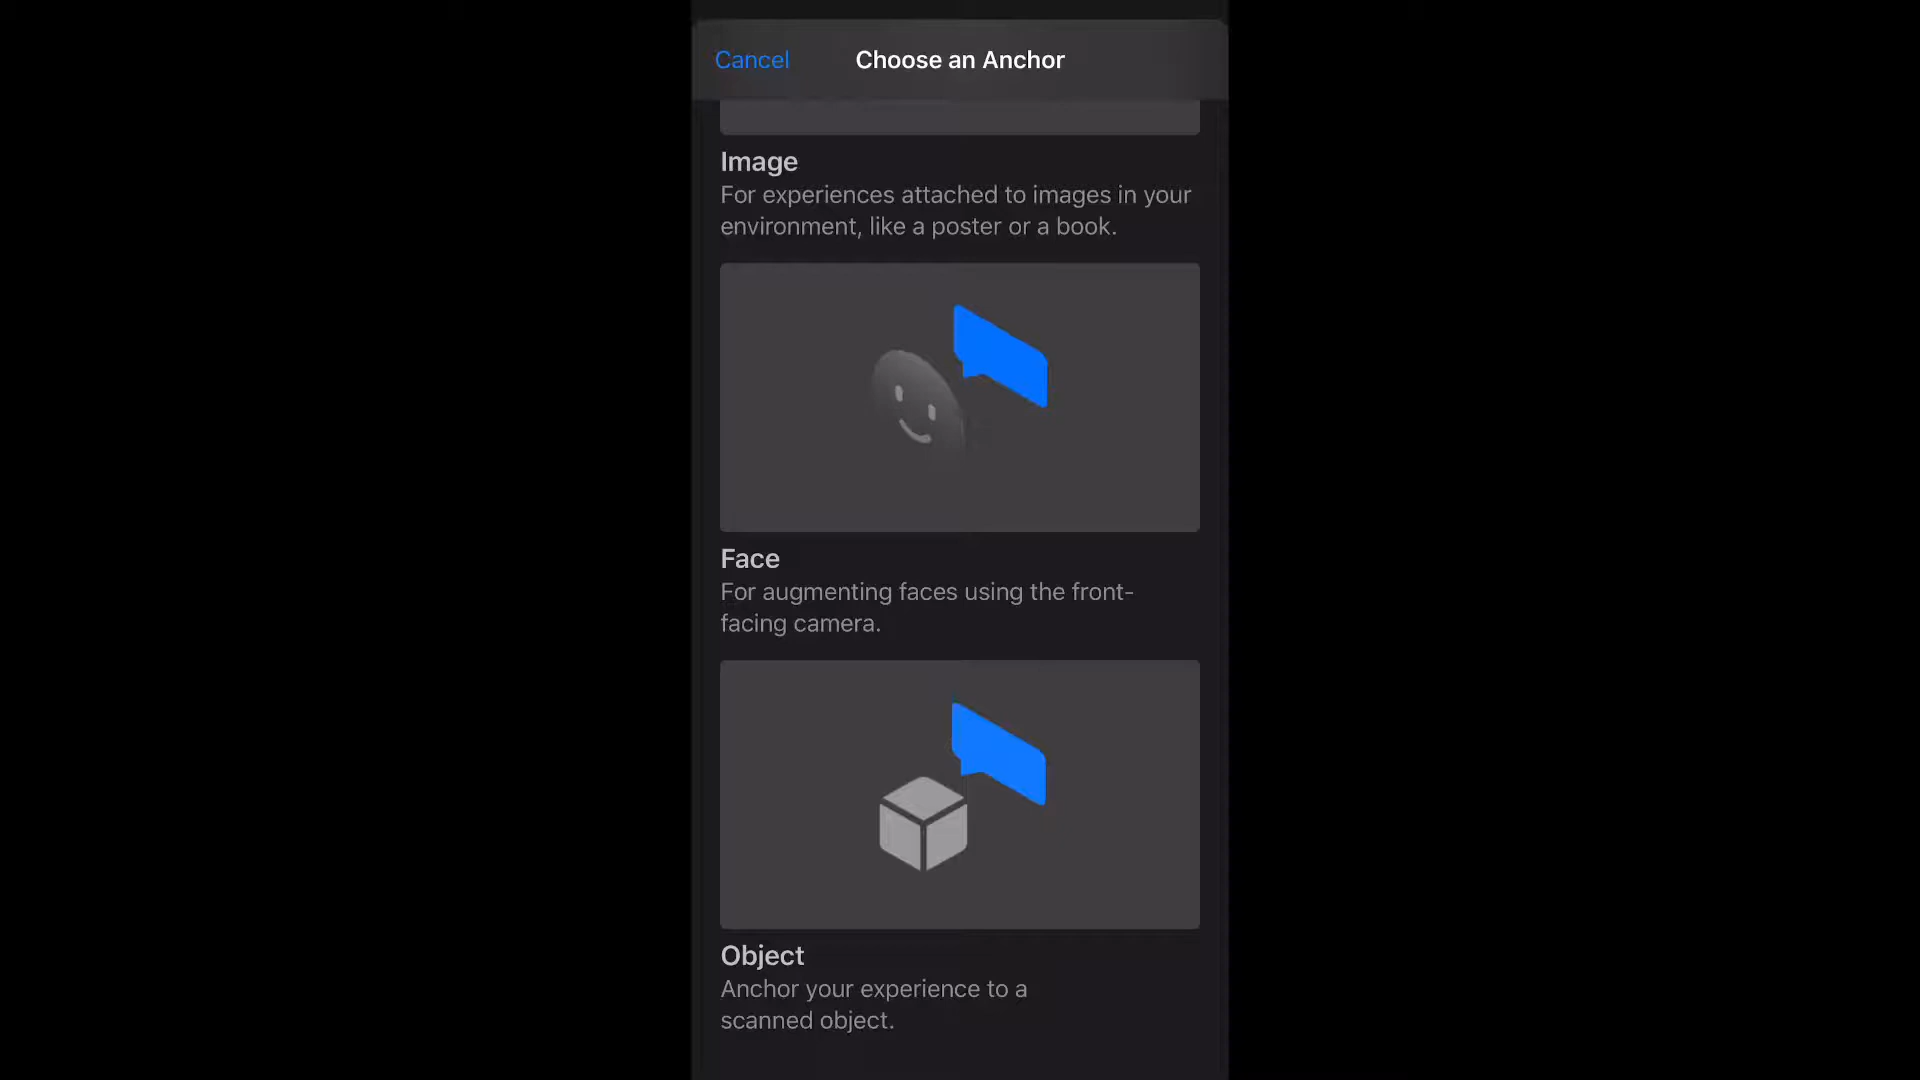 Cancel
Choose an Anchor
Image
For experiences attached to images in your
environment, like a poster or a book.
Face
For augmenting faces using the front-
facing camera.
Object
Anchor your experience to a
scanned object.